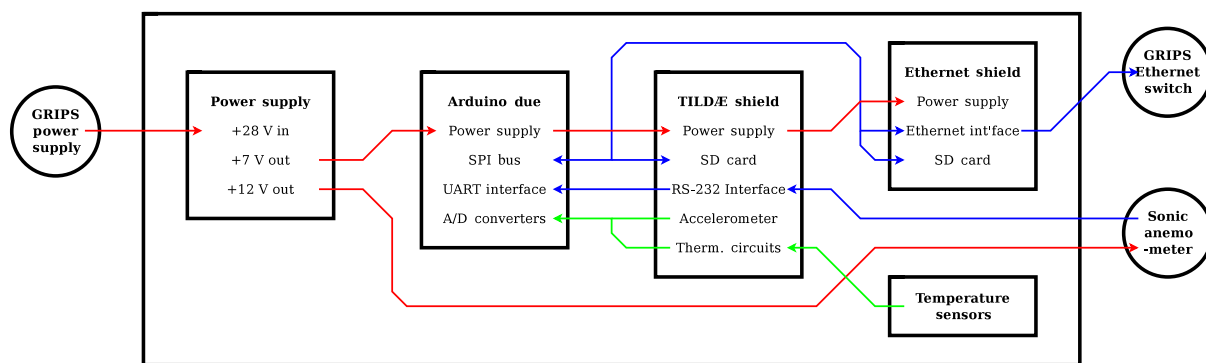 GRIPS
power
supply
Power supply
+28 V in
+7 V out
+12 V out
Arduino due
Power supply
SPI bus
UART interface
A/D converters
TILDÆ shield
Power supply
SD card
RS-232 Interface
Accelerometer
Therm. circuits
Ethernet shield
Power supply
Ethernet int'face
SD card
Temperature
sensors
GRIPS
Ethernet
switch
Sonic
anemo
-meter